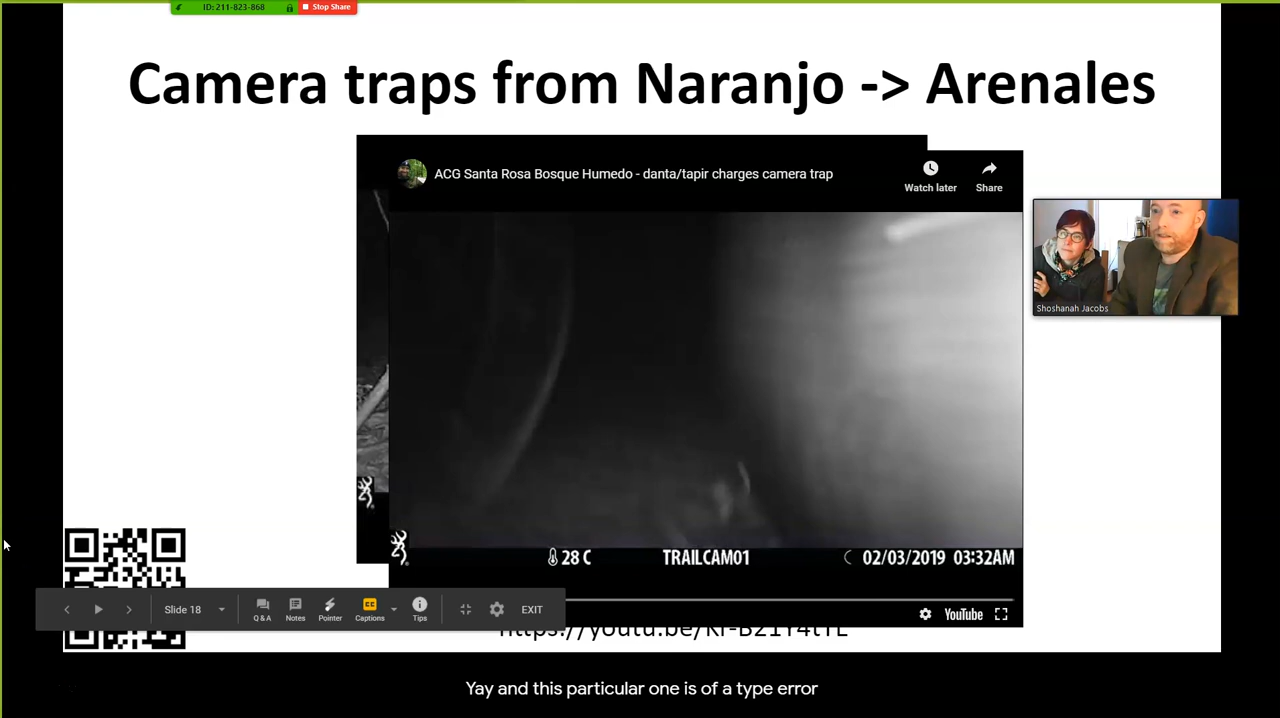 ID: 211-823-868
Stop Share
Camera traps from Naranjo -> Arenales
ACG Santa Rosa Bosque Humedo - danta/tapir charges camera trap
Watch later
Share
Shoshanah Jacobs
28 C
TRAILCAM01
02/03/2019 03:32AM
Slide 18
Q & A
Notes
Pointer
CC
Captions
Tips
EXIT
YouTube
Yay and this particular one is of a type error